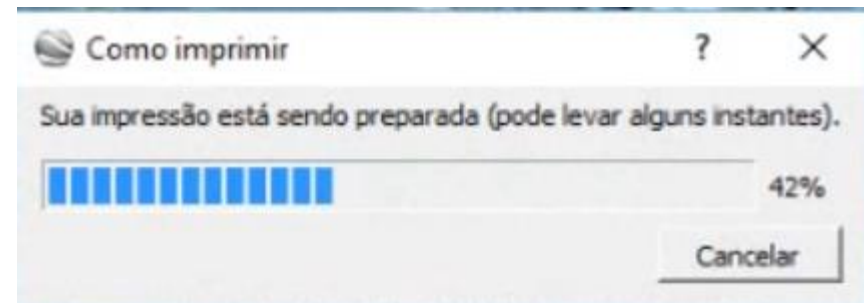 Como imprimir ? X
Sua impressão está sendo preparada (pode levar alguns instantes).
42%
Cancelar